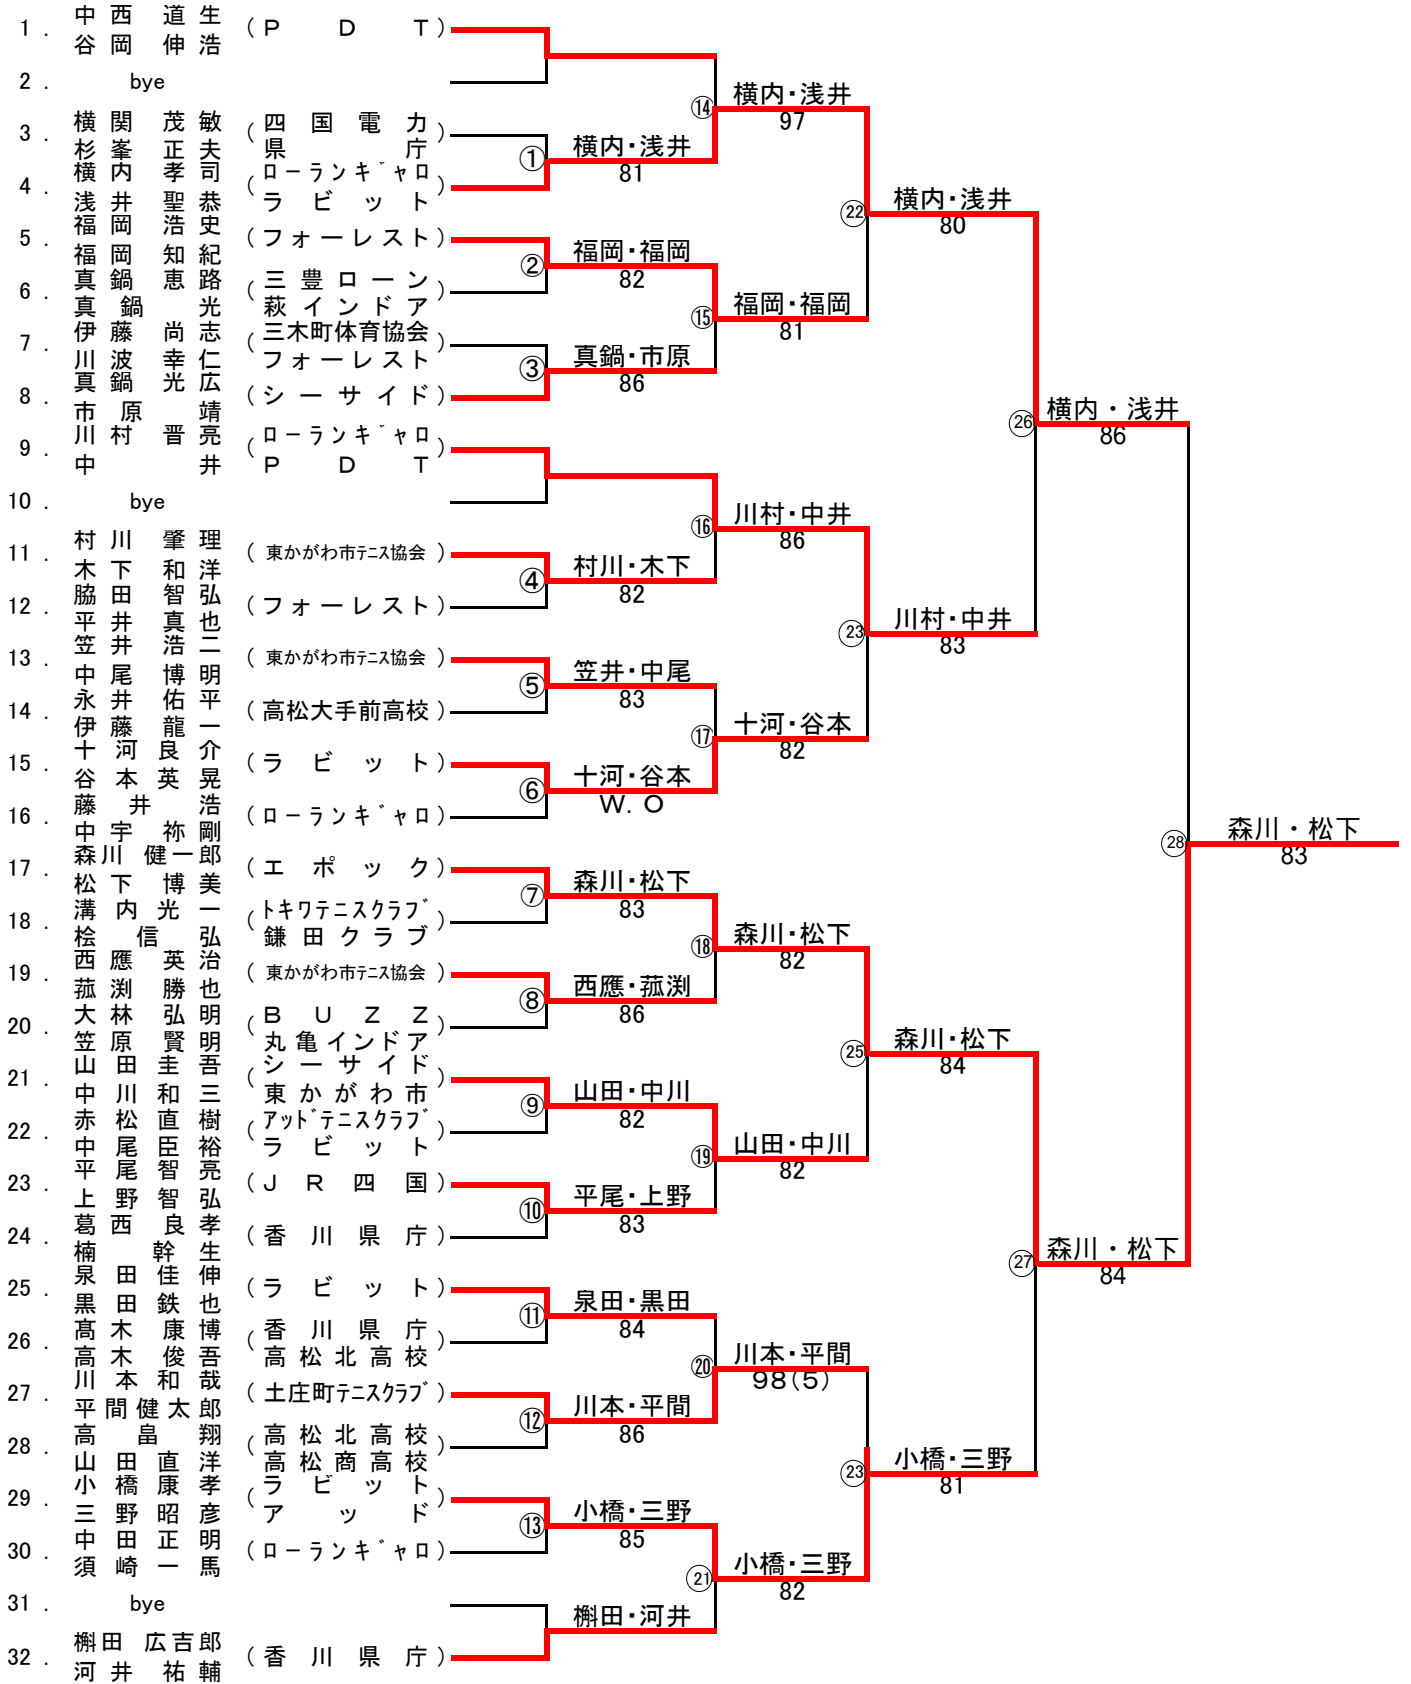 1 . 中西 道生 (P D T)
谷岡 伸浩
2 . bye
3 . 横関 茂敏 (四国電力)
杉峯 正夫 県庁
4 . 横内 孝司 (ローランギャロ)
浅井 聖恭 ラビット
5 . 福岡 浩史 (フォーレスト)
福岡 知紀
6 . 真鍋 恵路 (三豊ローン)
真鍋 光 萩インドア
7 . 伊藤 尚志 (三木町体育協会)
川波 幸仁 フォーレスト
8 . 真鍋 光広 (シーサイド)
市原 靖
9 . 川村 晋亮 (ローランギャロ)
中井 P D T
10 . bye
11 . 村川 肇理 (東かがわ市テニス協会)
木下 和洋
12 . 脇田 智弘 (フォーレスト)
平井 真也
13 . 笠井 浩二 (東かがわ市テニス協会)
中尾 博明
14 . 永井 佑平 (高松大手前高校)
伊藤 龍一
15 . 十河 良介 (ラビット)
谷本 英晃
16 . 藤井 浩 (ローランギャロ)
中宇祢 剛
17 . 森川 健一郎 (エポック)
松下 博美
18 . 溝内 光一 (トキワテニスクラブ)
桧 信弘 鎌田クラブ
19 . 西應 英治 (東かがわ市テニス協会)
菰渕 勝也
20 . 大林 弘明 (B U Z Z)
笠原 賢明 丸亀インドア
21 . 山田 圭吾 (シーサイド)
中川 和三 東かがわ市
22 . 赤松 直樹 (アッドテニスクラブ)
中尾 臣裕 ラビット
23 . 平尾 智亮 (J R 四国)
上野 智弘
24 . 葛西 良孝 (香川県庁)
楠 幹生
25 . 泉田 佳伸 (ラビット)
黒田 鉄也
26 . 髙木 康博 (香川県庁)
高木 俊吾 高松北高校
27 . 川本 和哉 (土庄町テニスクラブ)
平間 健太郎
28 . 高畠 翔 (高松北高校)
山田 直洋 高松商高校
29 . 小橋 康孝 (ラビット)
三野 昭彦 アッド
30 . 中田 正明 (ローランギャロ)
須崎 一馬
31 . bye
32 . 槲田 広吉郎 (香川県庁)
河井 祐輔
① 横内・浅井
81
② 福岡・福岡
82
③ 真鍋・市原
86
④ 村川・木下
82
⑤ 笠井・中尾
83
⑥ 十河・谷本
W. O
⑦ 森川・松下
83
⑧ 西應・菰渕
86
⑨ 山田・中川
82
⑩ 平尾・上野
83
⑪ 泉田・黒田
84
⑫ 川本・平間
86
⑬ 小橋・三野
85
槲田・河井
⑭ 横内・浅井
97
⑮ 福岡・福岡
81
⑯ 川村・中井
86
⑰ 十河・谷本
82
⑱ 森川・松下
82
⑲ 山田・中川
82
⑳ 川本・平間
98(5)
㉑ 小橋・三野
82
㉒ 横内・浅井
80
㉓ 川村・中井
83
㉕ 森川・松下
84
㉓ 小橋・三野
81
㉖ 横内・浅井
86
㉗ 森川・松下
84
㉘ 森川・松下
83